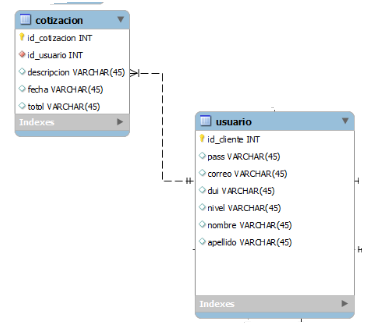 cotizacion
id_cotizacion INT
id_usuario INT
descripcion VARCHAR(45)
fecha VARCHAR(45)
totol VARCHAR(45)
Indexes
usuario
id_cliente INT
pass VARCHAR(45)
correo VARCHAR(45)
dui VARCHAR(45)
nivel VARCHAR(45)
nombre VARCHAR(45)
apellido VARCHAR(45)
Indexes